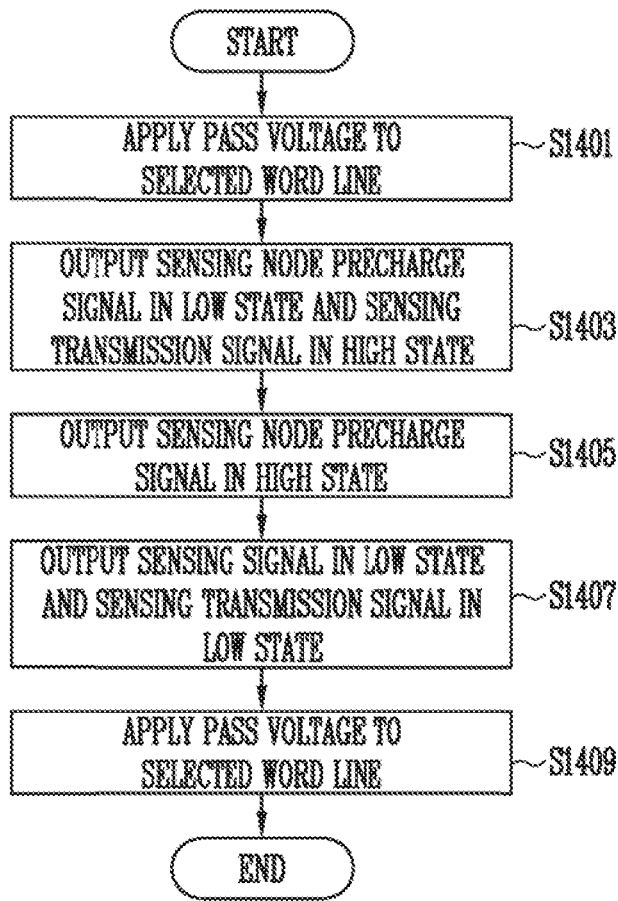 START
APPLY PASS VOLTAGE TO
SELECTED WORD LINE
S1401
OUTPUT SENSING NODE PRECHARGE
SIGNAL IN LOW STATE AND SENSING
TRANSMISSION SIGNAL IN HIGH STATE
S1403
OUTPUT SENSING NODE PRECHARGE
SIGNAL IN HIGH STATE
S1405
OUTPUT SENSING SIGNAL IN LOW STATE
AND SENSING TRANSMISSION SIGNAL IN
LOW STATE
S1407
APPLY PASS VOLTAGE TO
SELECTED WORD LINE
S1409
END